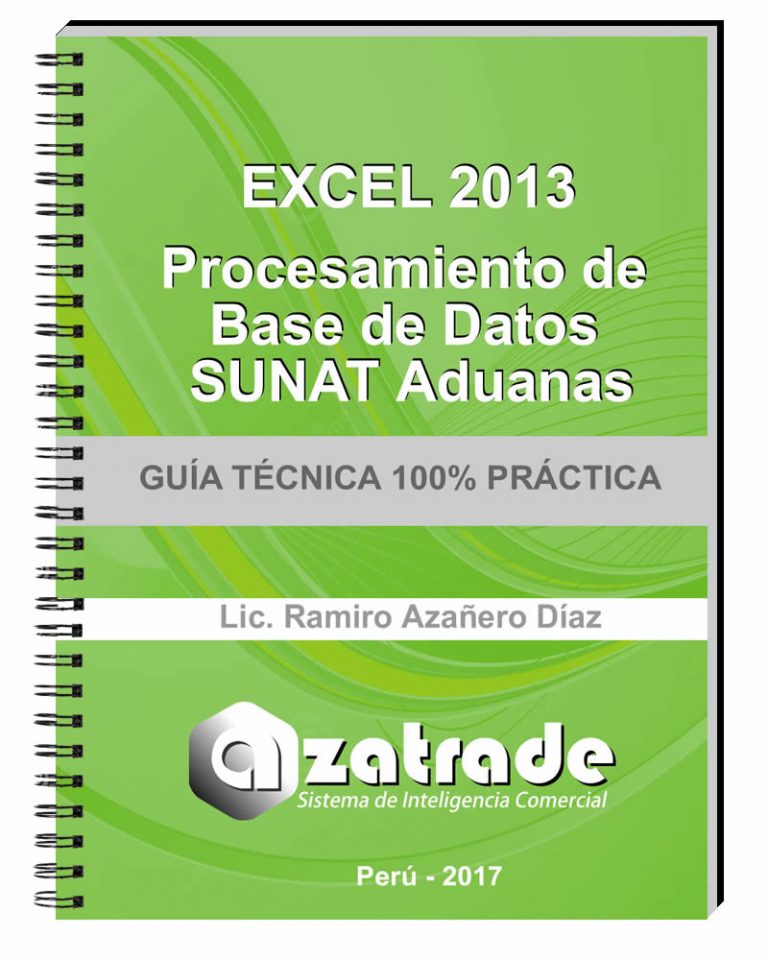 EXCEL 2013
Procesamiento de
Base de Datos
SUNAT Aduanas
GUÍA TÉCNICA 100% PRÁCTICA
Lic. Ramiro Azañero Díaz
azatrade
Sistema de Inteligencia Comercial
Perú - 2017